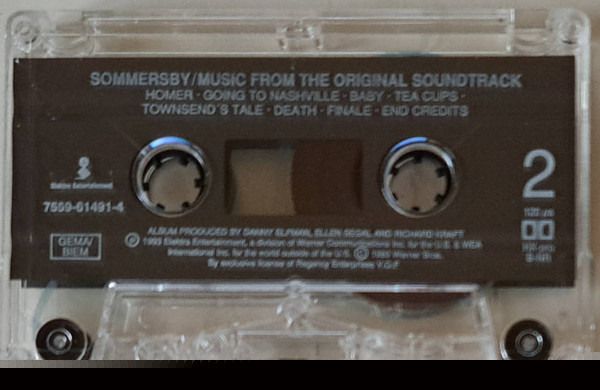 SOMMERSBY/MUSIC FROM THE ORIGINAL SOUNDTRACK
HOMER · GOING TO NASHVILLE · BABY · TEA CUPS ·
TOWNSEND'S TALE · DEATH · FINALE · END CREDITS
Elektra Entertainment
7559-61491-4
GEMA/
BIEM
2
ALBUM PRODUCED BY DANNY ELFMAN, ELLEN SEGAL AND RICHARD KRAFT
℗ 1993 Elektra Entertainment, a division of Warner Communications Inc. for the U.S. & WEA
International Inc. for the world outside of the U.S. © 1993 Warner Bros.
By exclusive license of Regency Enterprises V.O.F